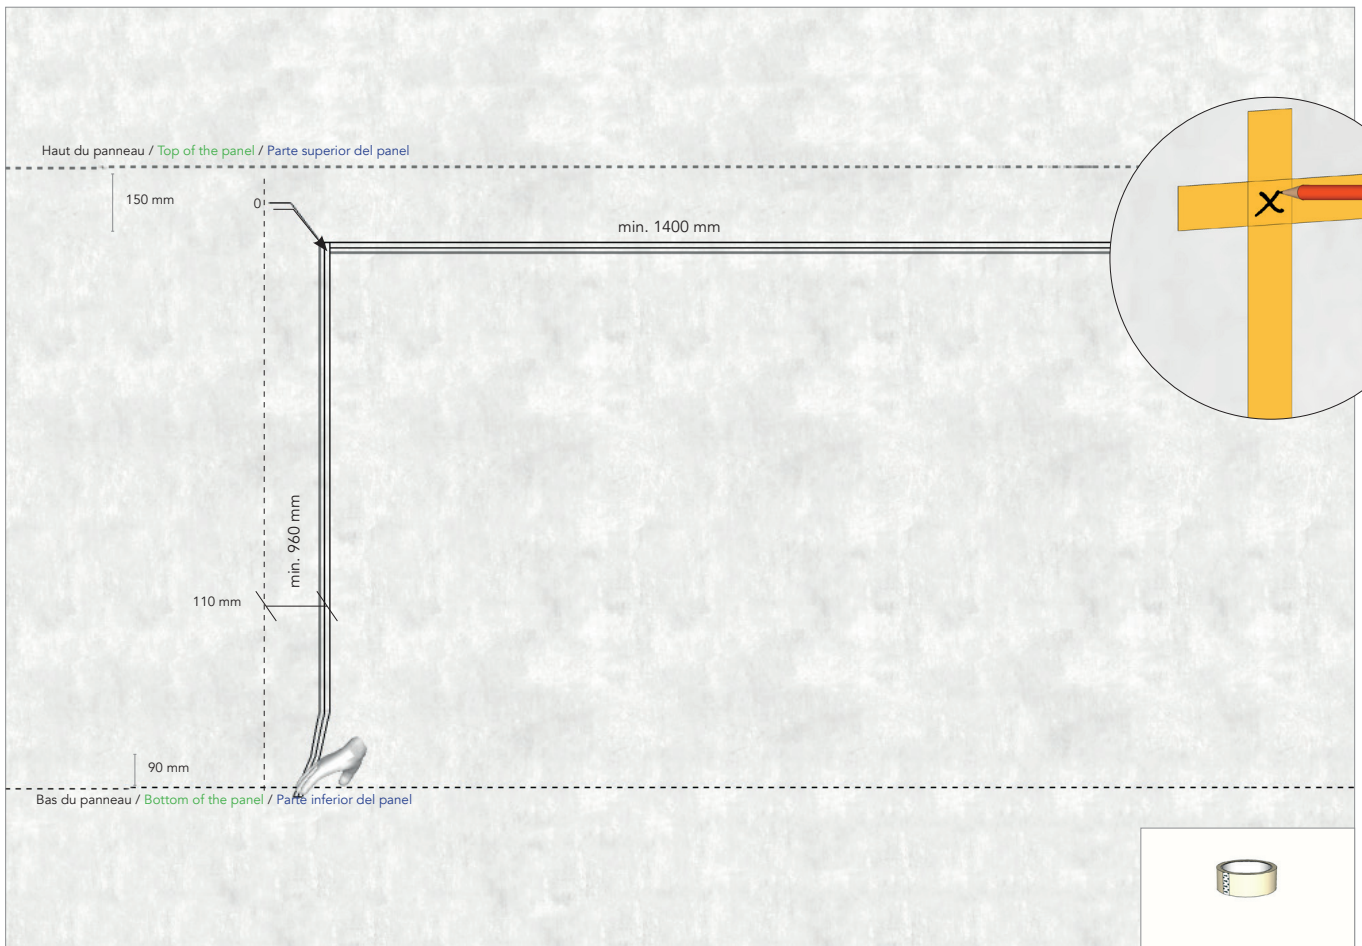 Haut du panneau / Top of the panel / Parte superior del panel
150 mm
0
min. 1400 mm
x
min. 960 mm
110 mm
90 mm
Bas du panneau / Bottom of the panel / Parte inferior del panel